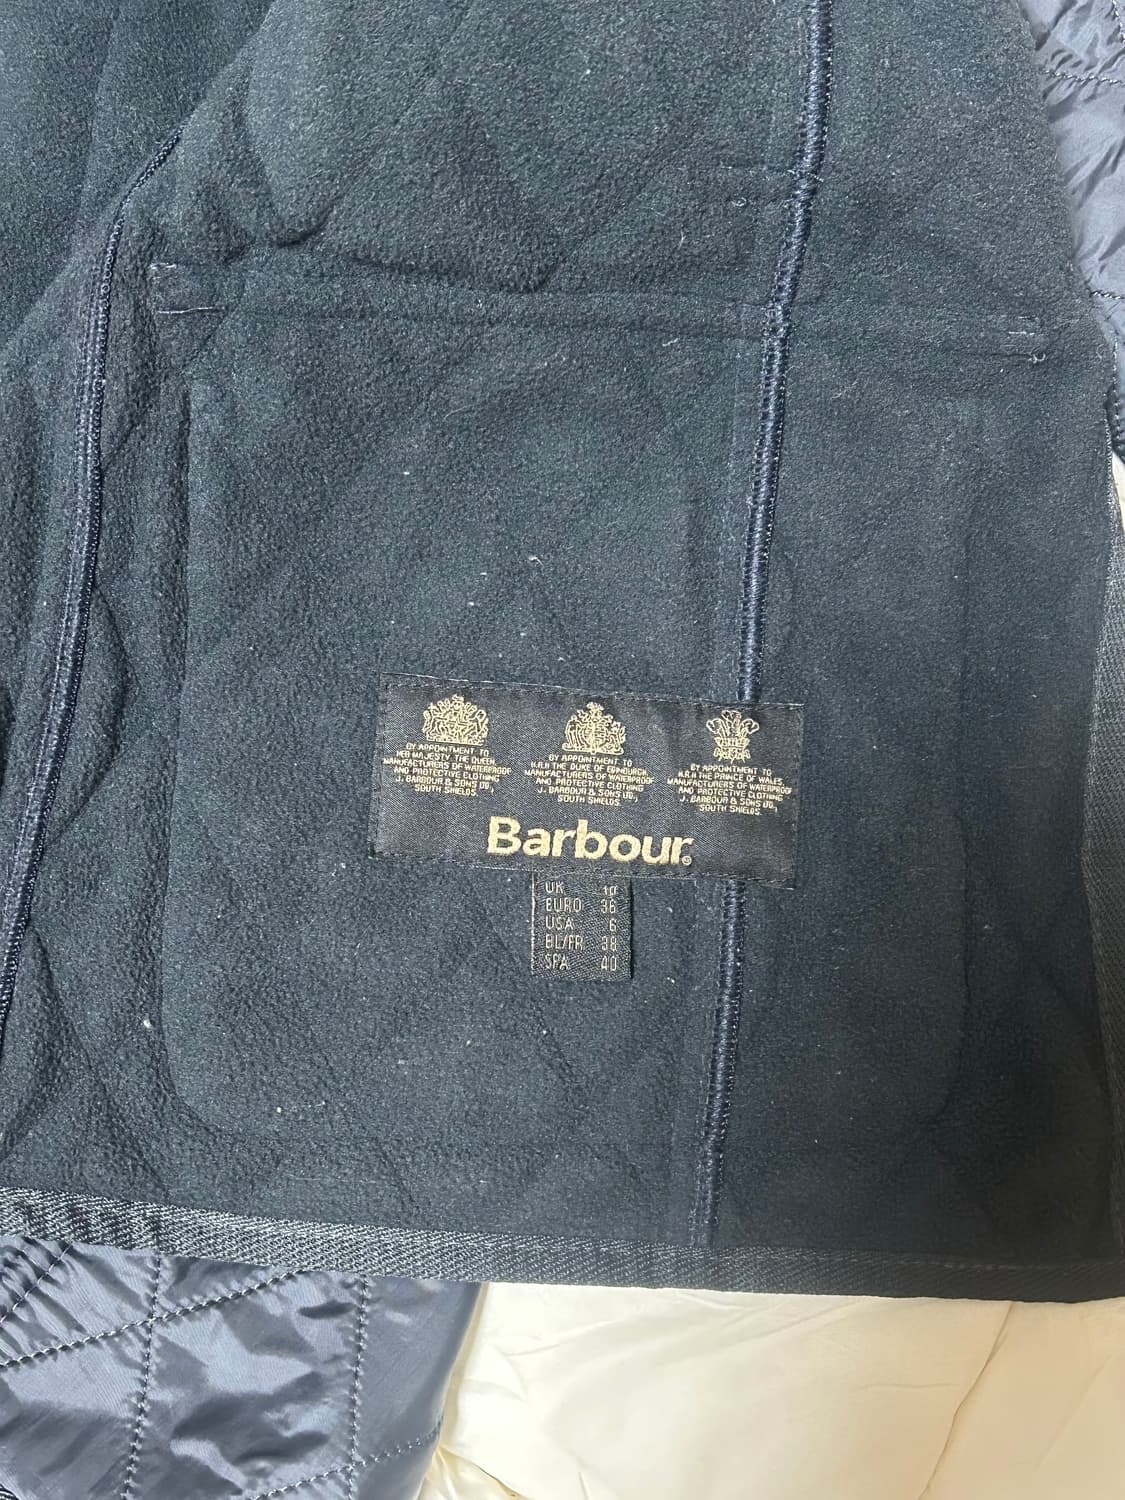 BY APPOINTMENT TO
HER MAJESTY THE QUEEN
MANUFACTURERS OF WATERPROOF
AND PROTECTIVE CLOTHING
J. BARBOUR & SONS LTD.,
SOUTH SHIELDS.
BY APPOINTMENT TO
H.R.H THE DUKE OF EDINBURGH
MANUFACTURERS OF WATERPROOF
AND PROTECTIVE CLOTHING
J. BARBOUR & SONS LTD.,
SOUTH SHIELDS
BY APPOINTMENT TO
H.R.H THE PRINCE OF WALES
MANUFACTURERS OF WATERPROOF
AND PROTECTIVE CLOTHING
J. BARBOUR & SONS LTD.,
SOUTH SHIELDS.
Barbour®
UK 10
EURO 36
USA 6
BL/FR 38
SPA 40